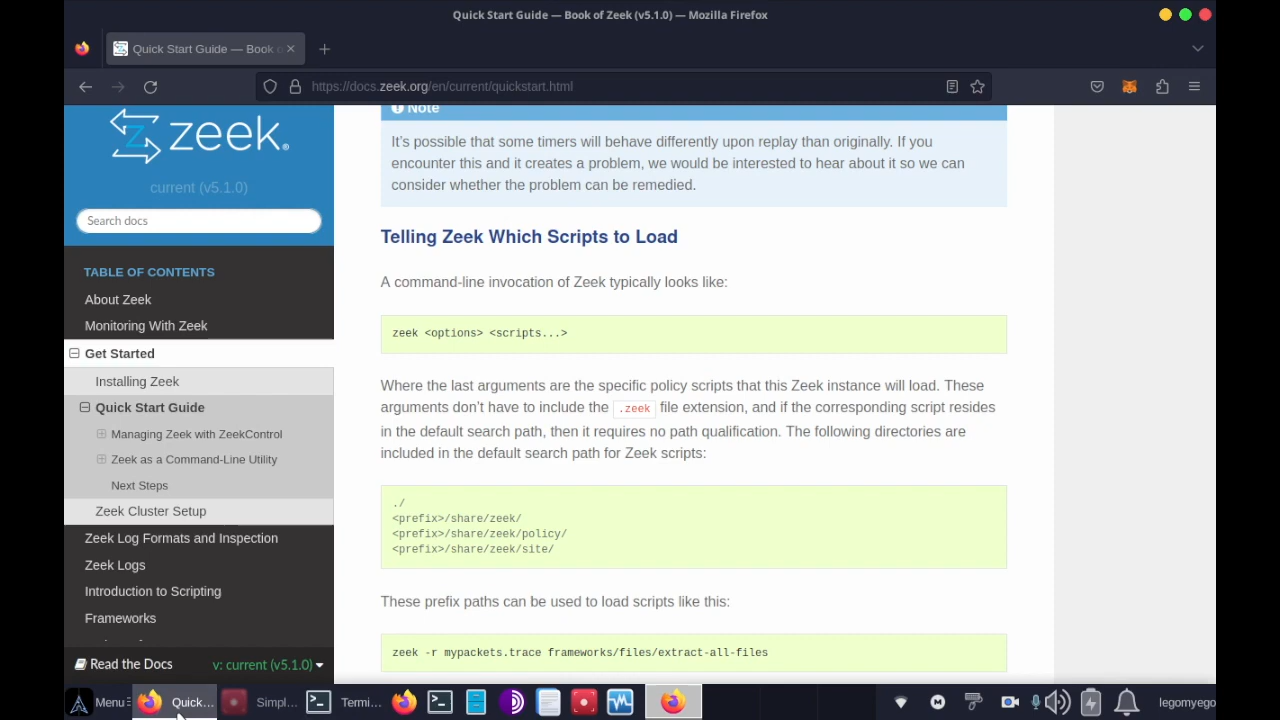 Quick Start Guide — Book of Zeek (v5.1.0) — Mozilla Firefox
Quick Start Guide — Book o
https://docs.zeek.org/en/current/quickstart.html
zeek
current (v5.1.0)
Search docs
TABLE OF CONTENTS
About Zeek
Monitoring With Zeek
Get Started
Installing Zeek
Quick Start Guide
Managing Zeek with ZeekControl
Zeek as a Command-Line Utility
Next Steps
Zeek Cluster Setup
Zeek Log Formats and Inspection
Zeek Logs
Introduction to Scripting
Frameworks
Read the Docs
v: current (v5.1.0)
Note
It’s possible that some timers will behave differently upon replay than originally. If you
encounter this and it creates a problem, we would be interested to hear about it so we can
consider whether the problem can be remedied.
Telling Zeek Which Scripts to Load
A command-line invocation of Zeek typically looks like:
zeek <options> <scripts...>
Where the last arguments are the specific policy scripts that this Zeek instance will load. These
arguments don’t have to include the .zeek file extension, and if the corresponding script resides
in the default search path, then it requires no path qualification. The following directories are
included in the default search path for Zeek scripts:
./
<prefix>/share/zeek/
<prefix>/share/zeek/policy/
<prefix>/share/zeek/site/
These prefix paths can be used to load scripts like this:
zeek -r mypackets.trace frameworks/files/extract-all-files
Menu
Quick...
Simpl...
Termi...
legomyego